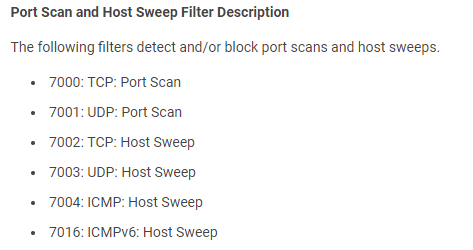 Port Scan and Host Sweep Filter Description
The following filters detect and/or block port scans and host sweeps.
• 7000: TCP: Port Scan
• 7001: UDP: Port Scan
• 7002: TCP: Host Sweep
• 7003: UDP: Host Sweep
• 7004: ICMP: Host Sweep
• 7016: ICMPv6: Host Sweep